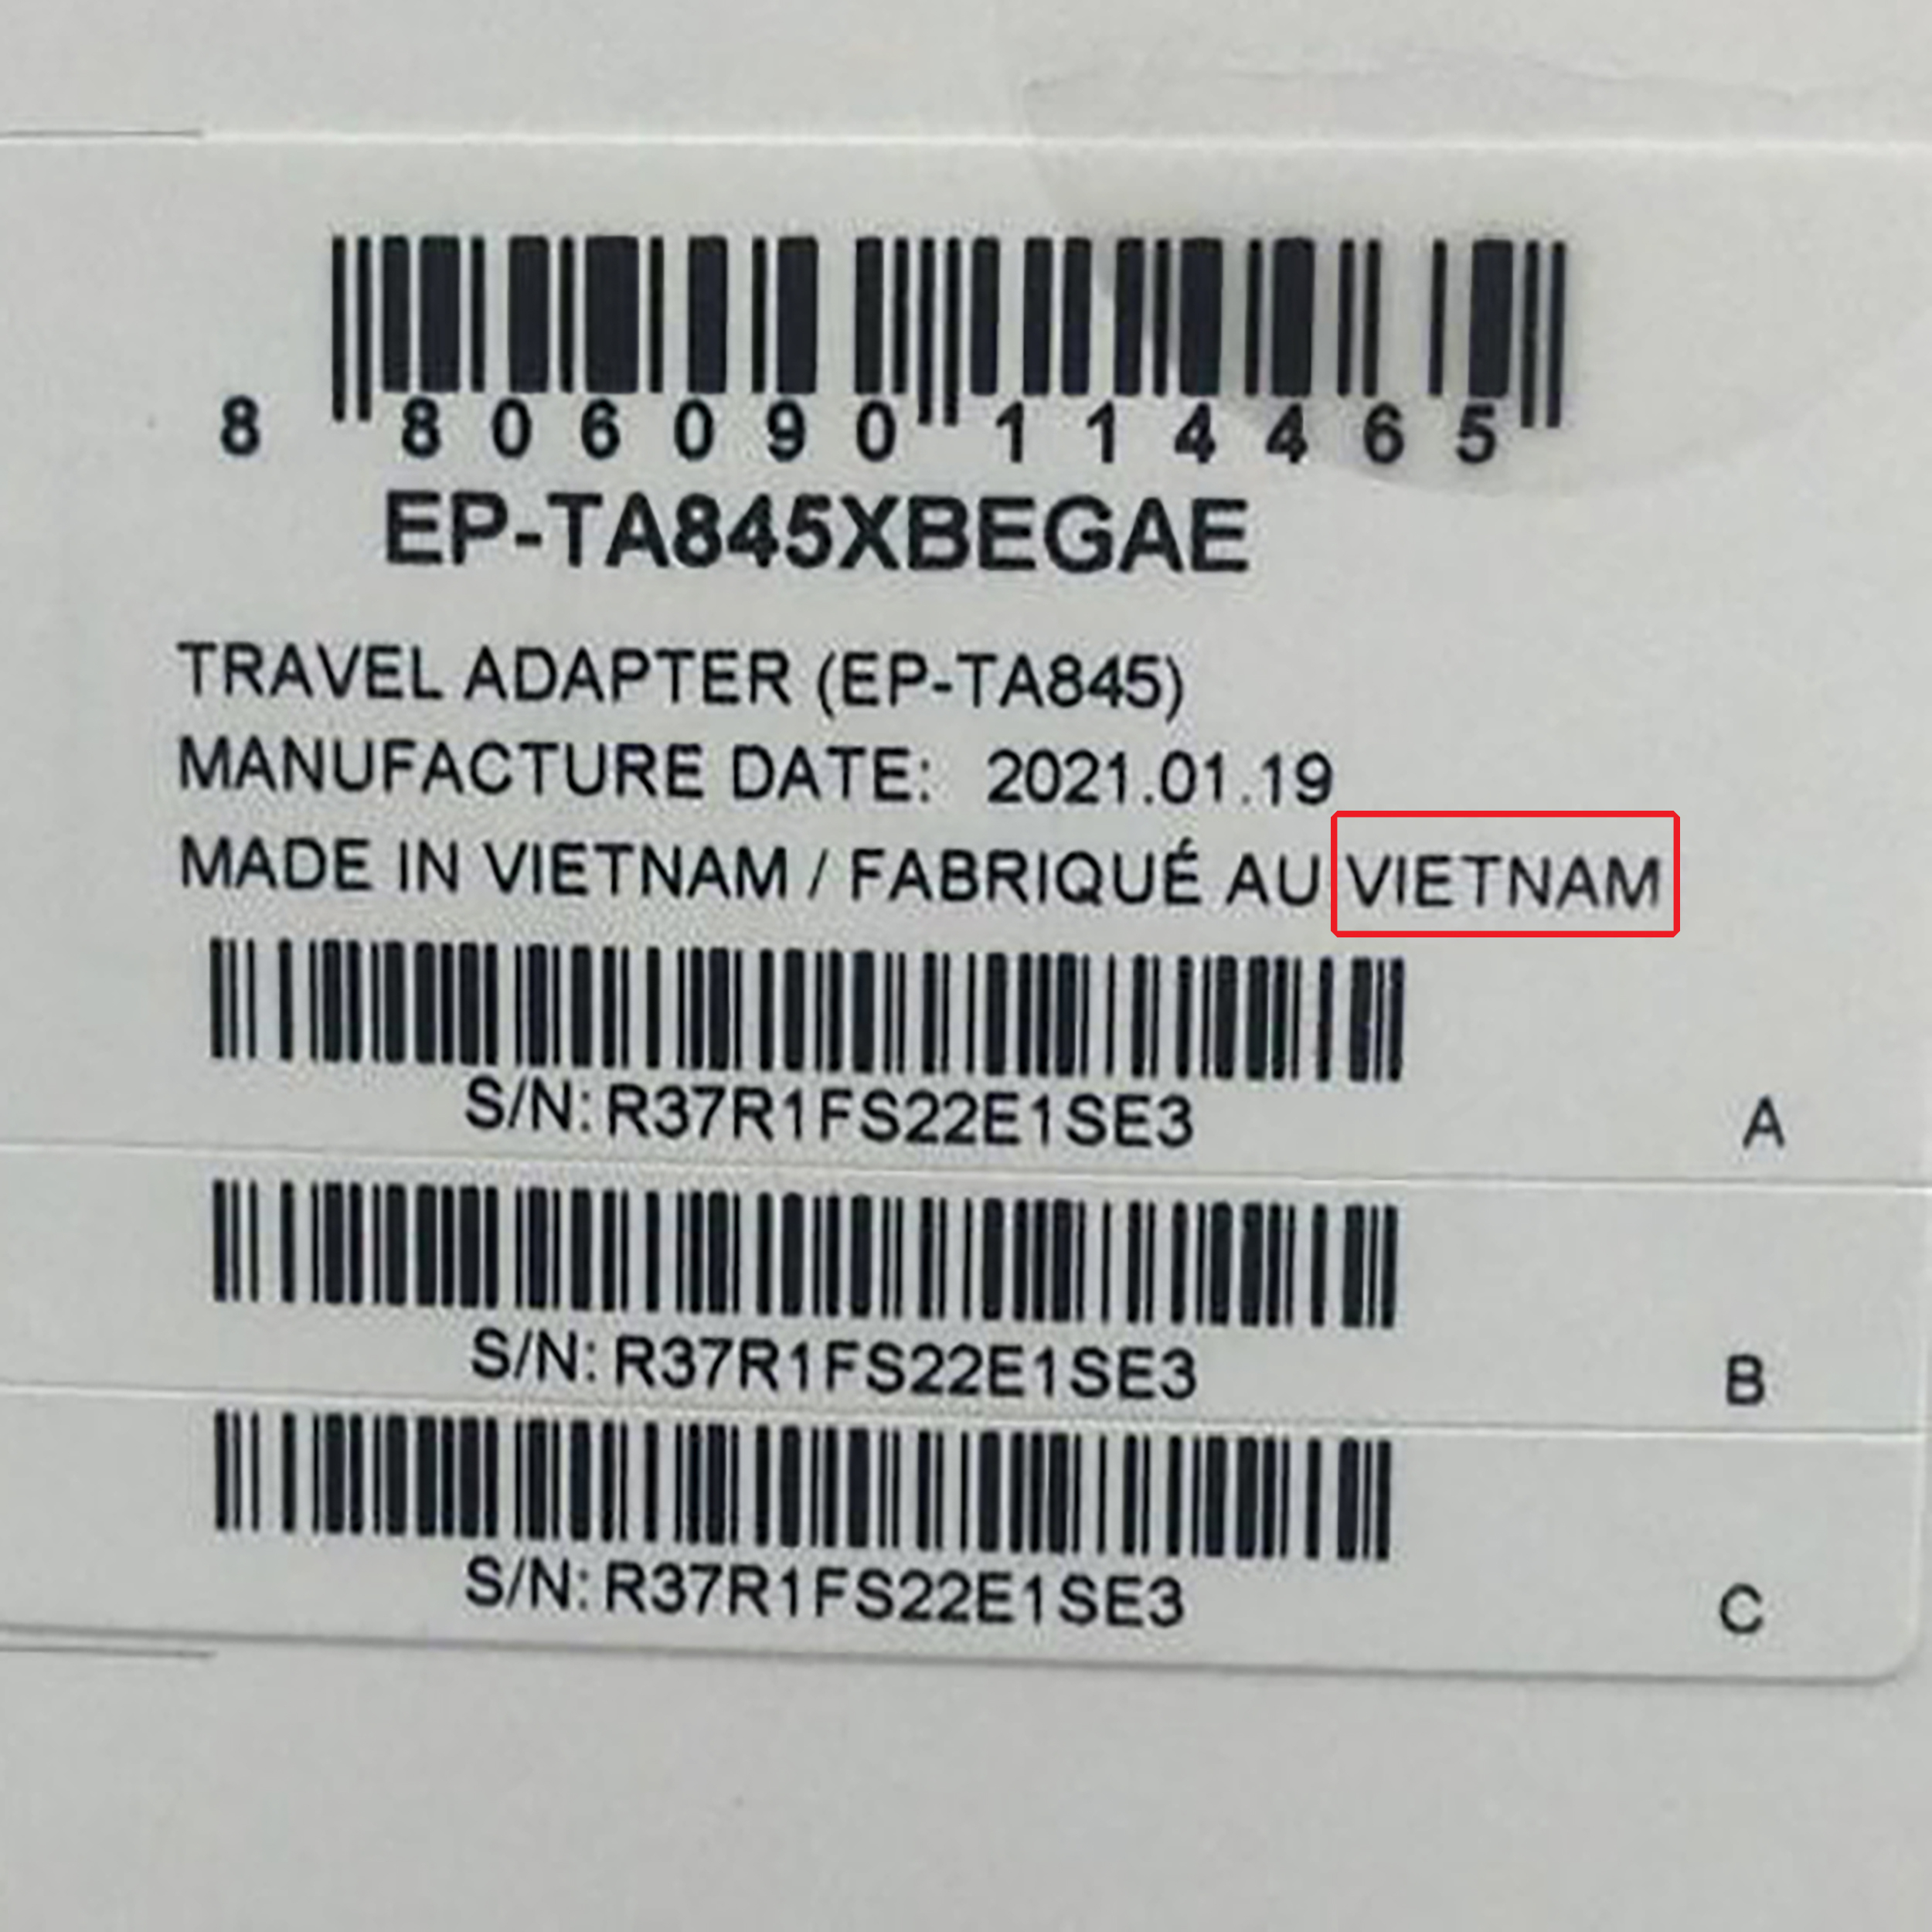 8 806090 114465
EP-TA845XBEGAE
TRAVEL ADAPTER (EP-TA845)
MANUFACTURE DATE: 2021.01.19
MADE IN VIETNAM / FABRIQUÉ AU VIETNAM
S/N: R37R1FS22E1SE3
A
S/N: R37R1FS22E1SE3
B
S/N: R37R1FS22E1SE3
C